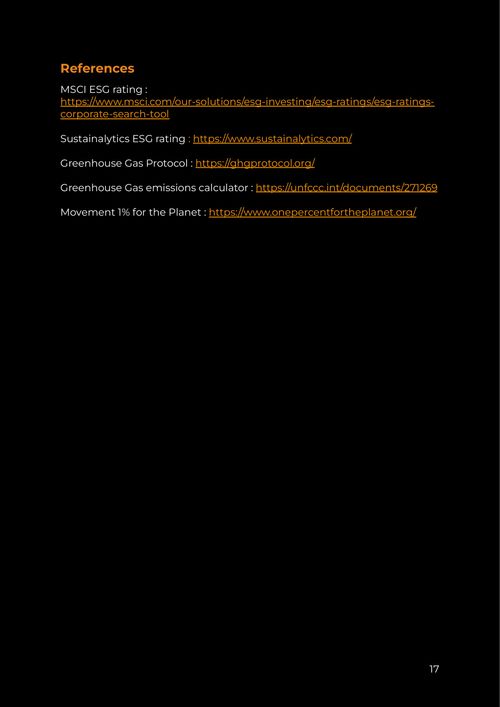 References
MSCI ESG rating :
https://www.msci.com/our-solutions/esg-investing/esg-ratings/esg-ratings-
corporate-search-tool
Sustainalytics ESG rating : https://www.sustainalytics.com/
Greenhouse Gas Protocol : https://ghgprotocol.org/
Greenhouse Gas emissions calculator : https://unfccc.int/documents/271269
Movement 1% for the Planet : https://www.onepercentfortheplanet.org/
17